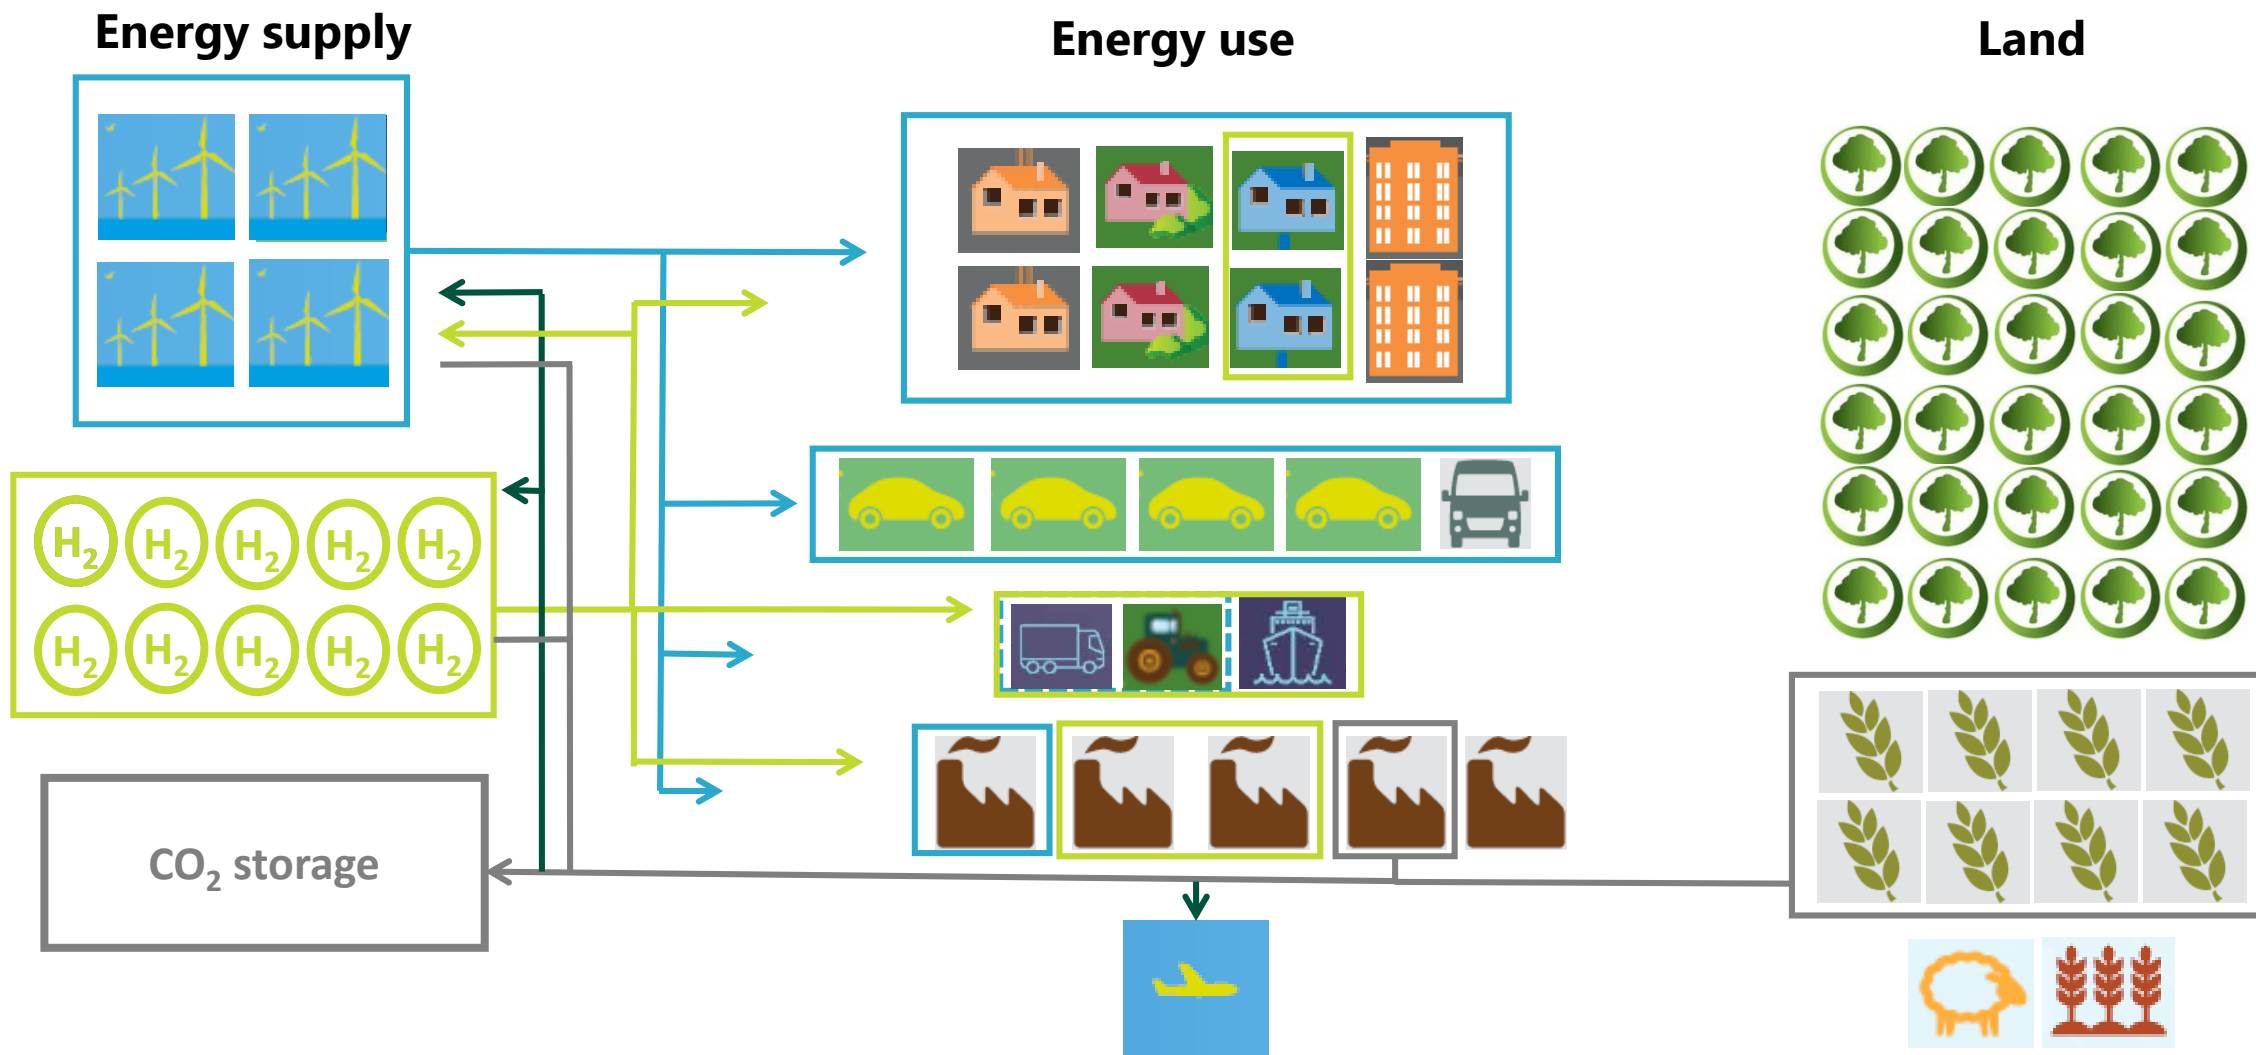 Energy supply
Energy use
Land
H2 H2 H2 H2 H2
H2 H2 H2 H2 H2
CO2 storage